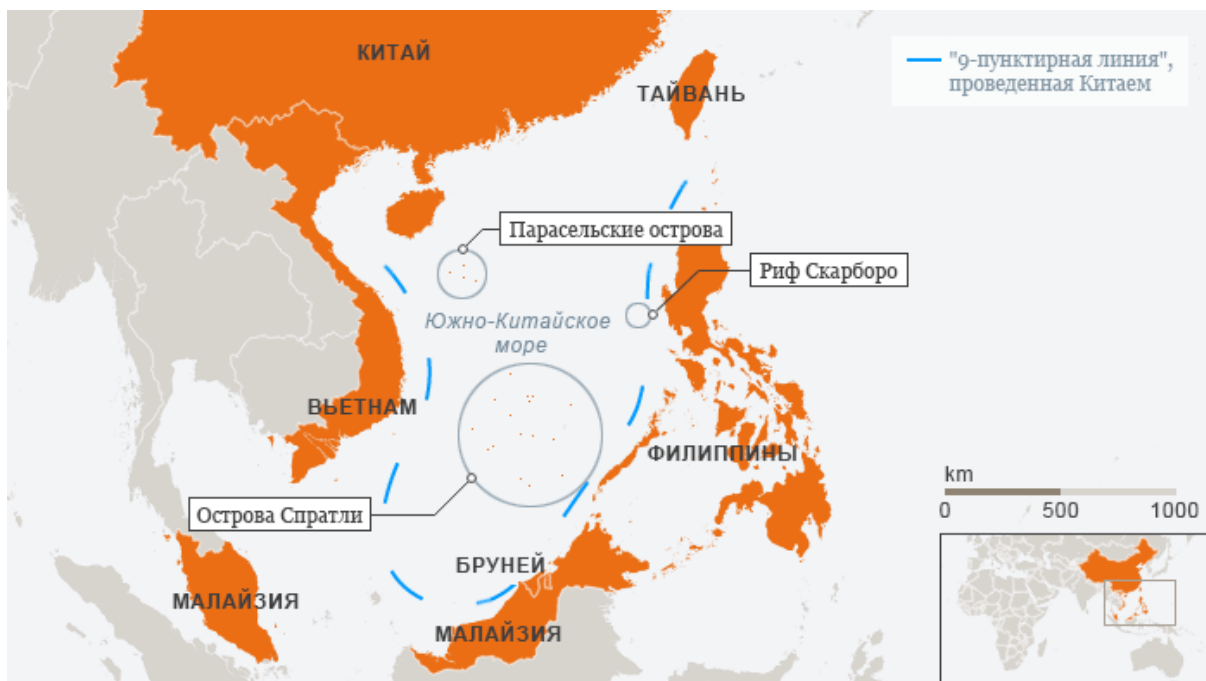 КИТАЙ
"9-пунктирная линия",
проведенная Китаем
ТАЙВАНЬ
Парасельские острова
Риф Скарборо
Южно-Китайское
море
ВЬЕТНАМ
ФИЛИППИНЫ
km
0 500 1000
Острова Спратли
БРУНЕЙ
МАЛАЙЗИЯ
МАЛАЙЗИЯ